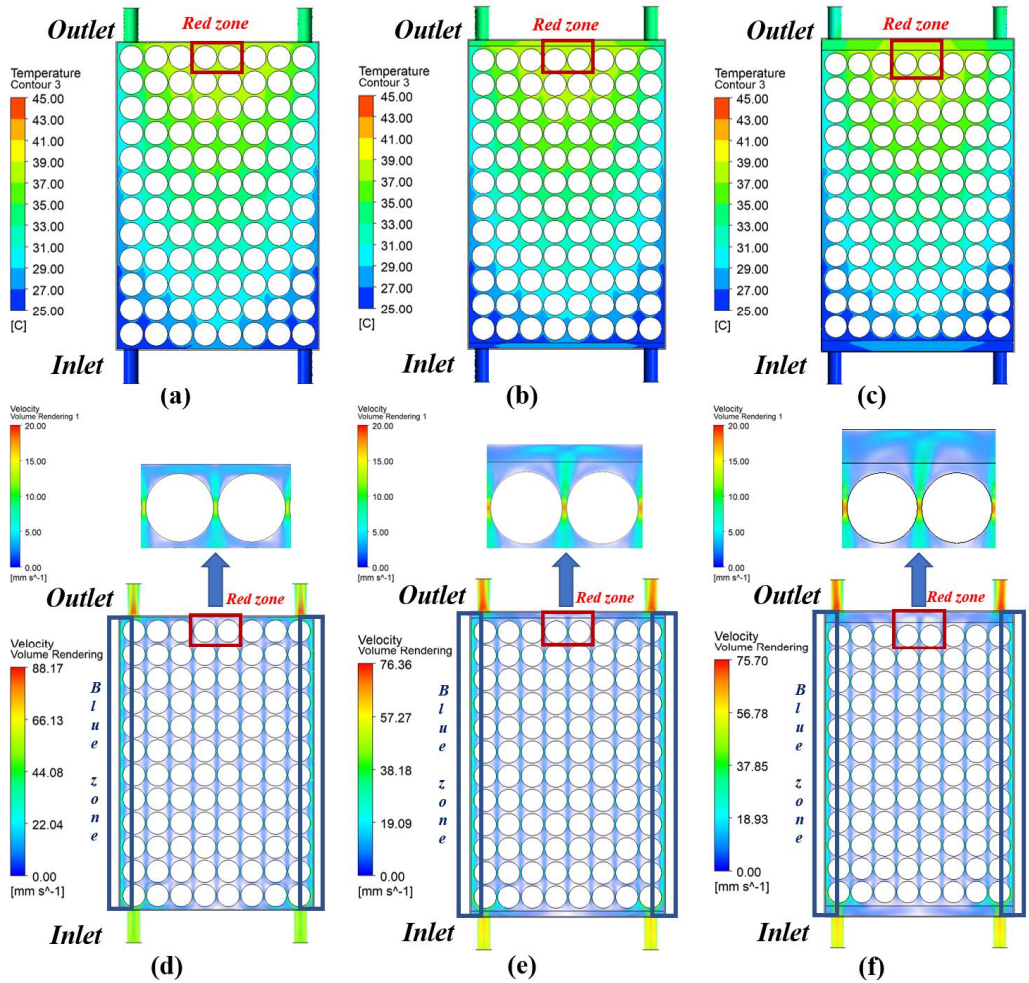 Outlet
Red zone
Temperature
Contour 3
45.00
43.00
41.00
39.00
37.00
35.00
33.00
31.00
29.00
27.00
25.00
[C]
Inlet
(a)
Outlet
Red zone
Temperature
Contour 3
45.00
43.00
41.00
39.00
37.00
35.00
33.00
31.00
29.00
27.00
25.00
[C]
Inlet
(b)
Outlet
Red zone
Temperature
Contour 3
45.00
43.00
41.00
39.00
37.00
35.00
33.00
31.00
29.00
27.00
25.00
[C]
Inlet
(c)
Velocity
Volume Rendering 1
20.00
15.00
10.00
5.00
0.00
[mm s^-1]
Outlet
Red zone
Velocity
Volume Rendering
88.17
66.13
44.08
22.04
0.00
[mm s^-1]
Blue zone
Inlet
(d)
Velocity
Volume Rendering 1
20.00
15.00
10.00
5.00
0.00
[mm s^-1]
Outlet
Red zone
Velocity
Volume Rendering
76.36
57.27
38.18
19.09
0.00
[mm s^-1]
Blue zone
Inlet
(e)
Velocity
Volume Rendering 1
20.00
15.00
10.00
5.00
0.00
[mm s^-1]
Outlet
Red zone
Velocity
Volume Rendering
75.70
56.78
37.85
18.93
0.00
[mm s^-1]
Blue zone
Inlet
(f)